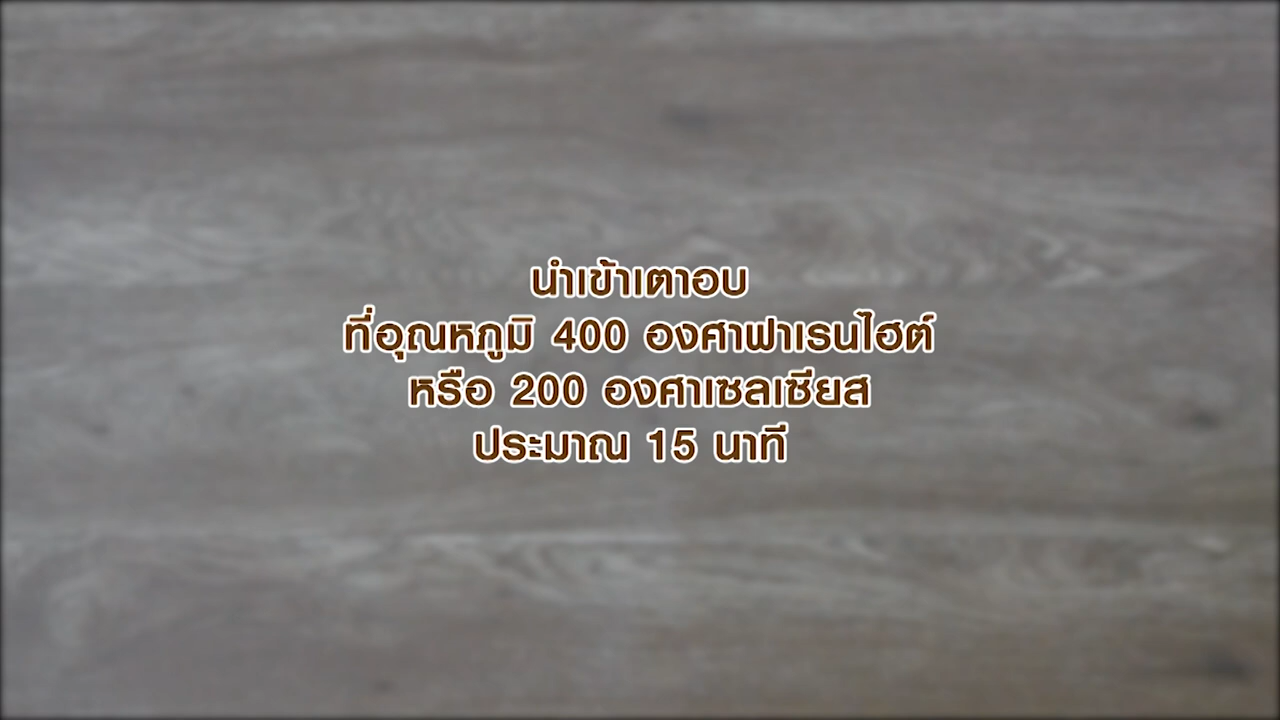 นำเข้าเตาอบ
ที่อุณหภูมิ 400 องศาฟาเรนไฮต์
หรือ 200 องศาเซลเซียส
ประมาณ 15 นาที